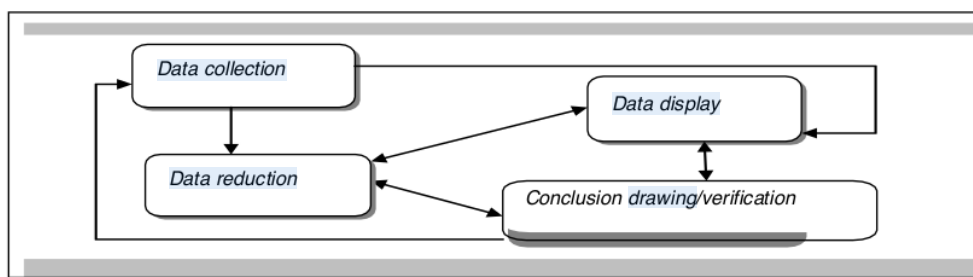 Data collection
Data display
Data reduction
Conclusion drawing/verification